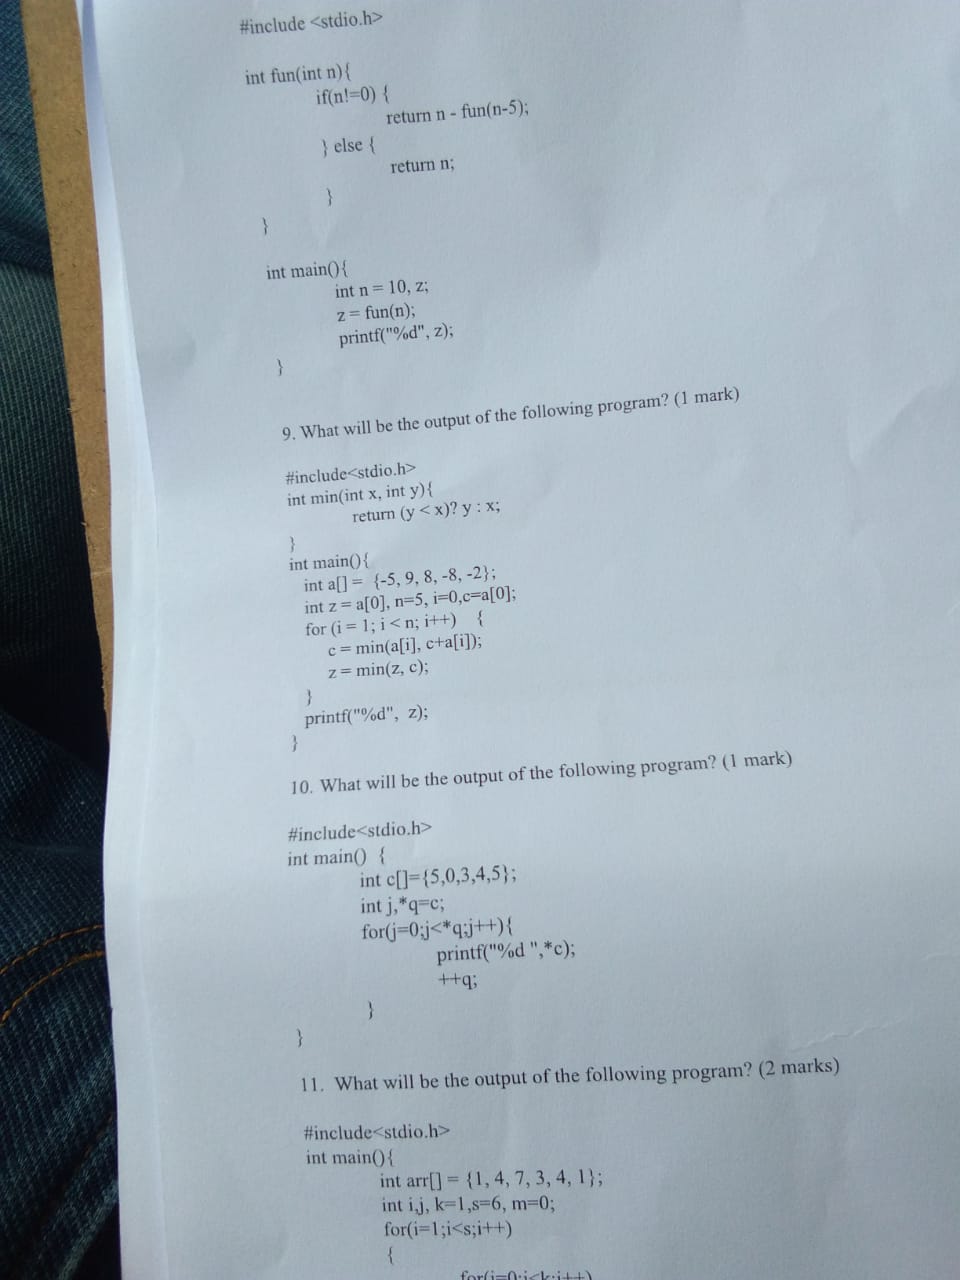 #include <stdio.h>
int fun(int n){
if(n!=0) {
return n - fun(n-5);
} else {
return n;
}
}
int main(){
int n = 10, z;
z = fun(n);
printf("%d", z);
}
9. What will be the output of the following program? (1 mark)
#include<stdio.h>
int min(int x, int y){
return (y < x)? y : x;
}
int main(){
int a[] = {-5, 9, 8, -8, -2};
int z = a[0], n=5, i=0,c=a[0];
for (i = 1; i < n; i++) {
c = min(a[i], c+a[i]);
z = min(z, c);
}
printf("%d", z);
}
10. What will be the output of the following program? (1 mark)
#include<stdio.h>
int main() {
int c[]={5,0,3,4,5};
int j,*q=c;
for(j=0;j<*q;j++){
printf("%d ",*c);
++q;
}
}
11. What will be the output of the following program? (2 marks)
#include<stdio.h>
int main(){
int arr[] = {1, 4, 7, 3, 4, 1};
int i,j, k=1,s=6, m=0;
for(i=1;i<s;i++)
{